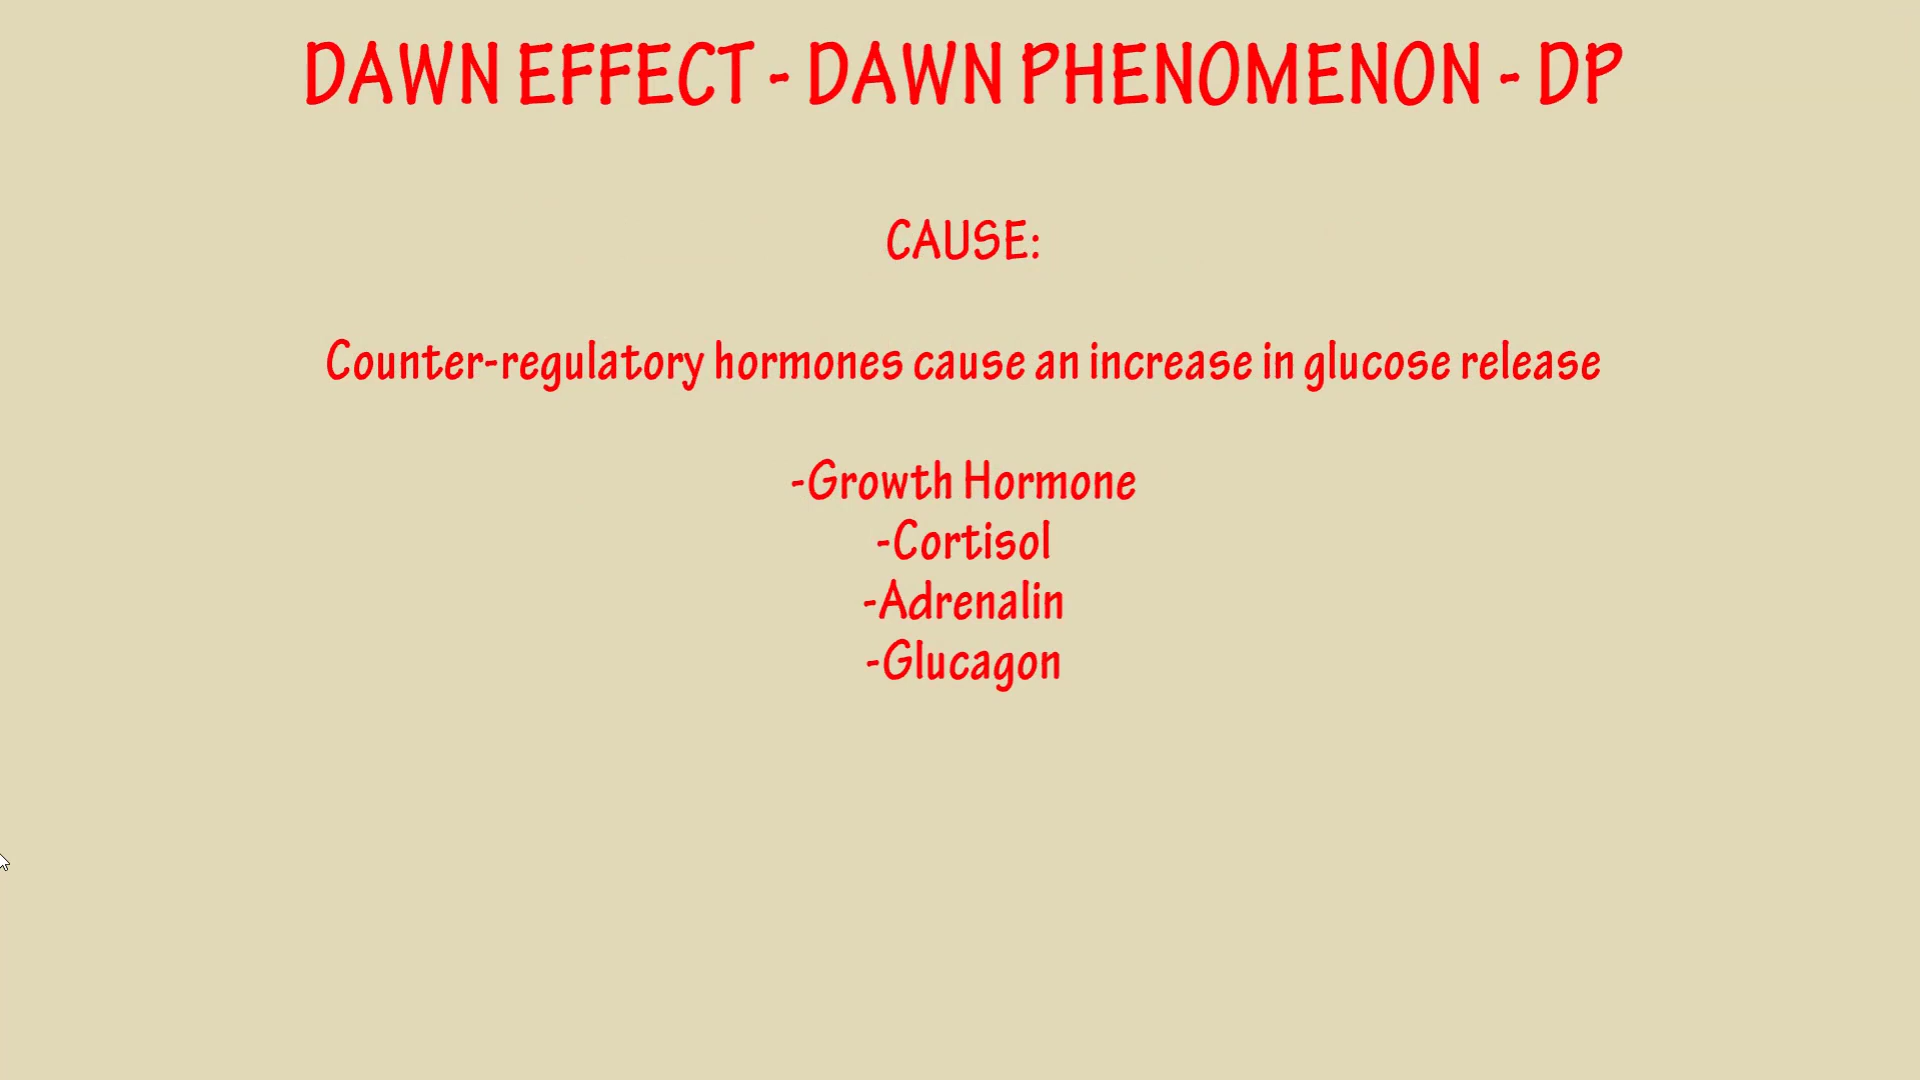 DAWN EFFECT - DAWN PHENOMENON - DP
CAUSE:
Counter-regulatory hormones cause an increase in glucose release
-Growth Hormone
-Cortisol
-Adrenalin
-Glucagon